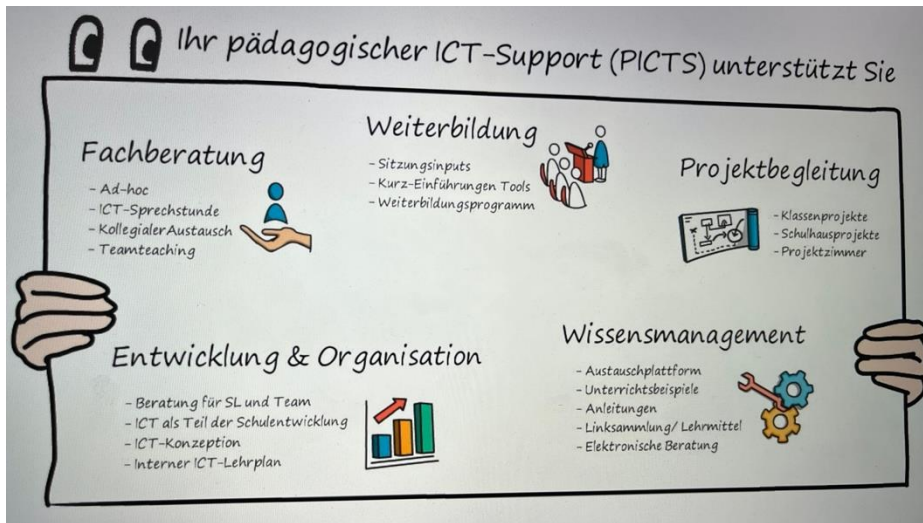 Ihr pädagogischer ICT-Support (PICTS) unterstützt Sie
Fachberatung
- Ad-hoc
- ICT-Sprechstunde
- Kollegialer Austausch
- Teamteaching
Weiterbildung
- Sitzungsinputs
- Kurz-Einführungen Tools
- Weiterbildungsprogramm
Projektbegleitung
- Klassenprojekte
- Schulhausprojekte
- Projektzimmer
Entwicklung & Organisation
- Beratung für SL und Team
- ICT als Teil der Schulentwicklung
- ICT-Konzeption
- Interner ICT-Lehrplan
Wissensmanagement
- Austauschplattform
- Unterrichtsbeispiele
- Anleitungen
- Linksammlung/ Lehrmittel
- Elektronische Beratung